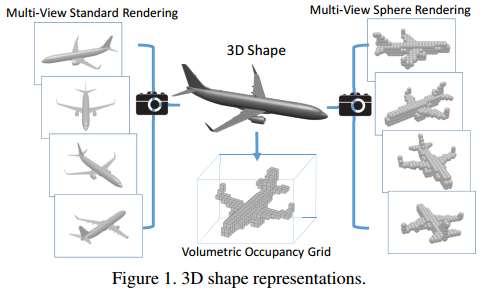 Multi-View Standard Rendering
Multi-View Sphere Rendering
3D Shape
Volumetric Occupancy Grid
Figure 1. 3D shape representations.